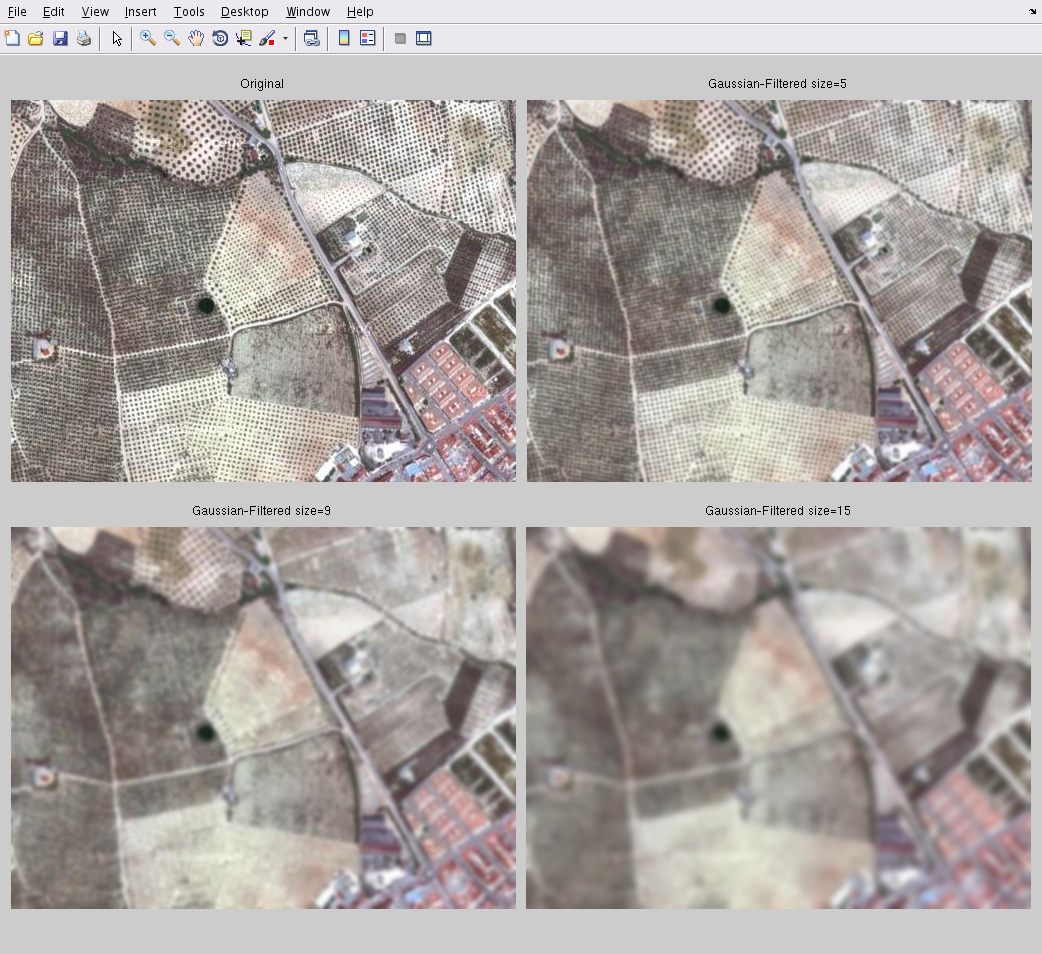 File Edit View Insert Tools Desktop Window Help
Original
Gaussian-Filtered size=5
Gaussian-Filtered size=9
Gaussian-Filtered size=15